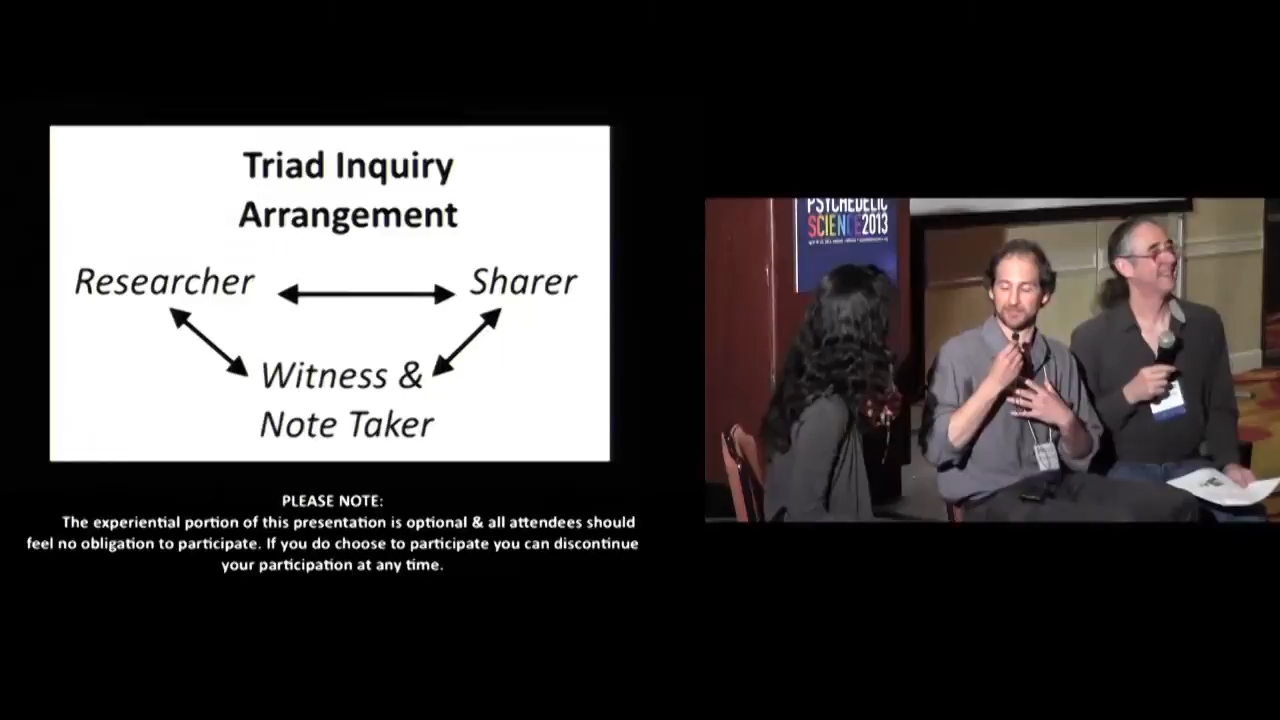 Triad Inquiry
Arrangement
Researcher
Sharer
Witness &
Note Taker
PLEASE NOTE:
The experiential portion of this presentation is optional & all attendees should
feel no obligation to participate. If you do choose to participate you can discontinue
your participation at any time.
PSYCHEDELIC
SCIENCE2013